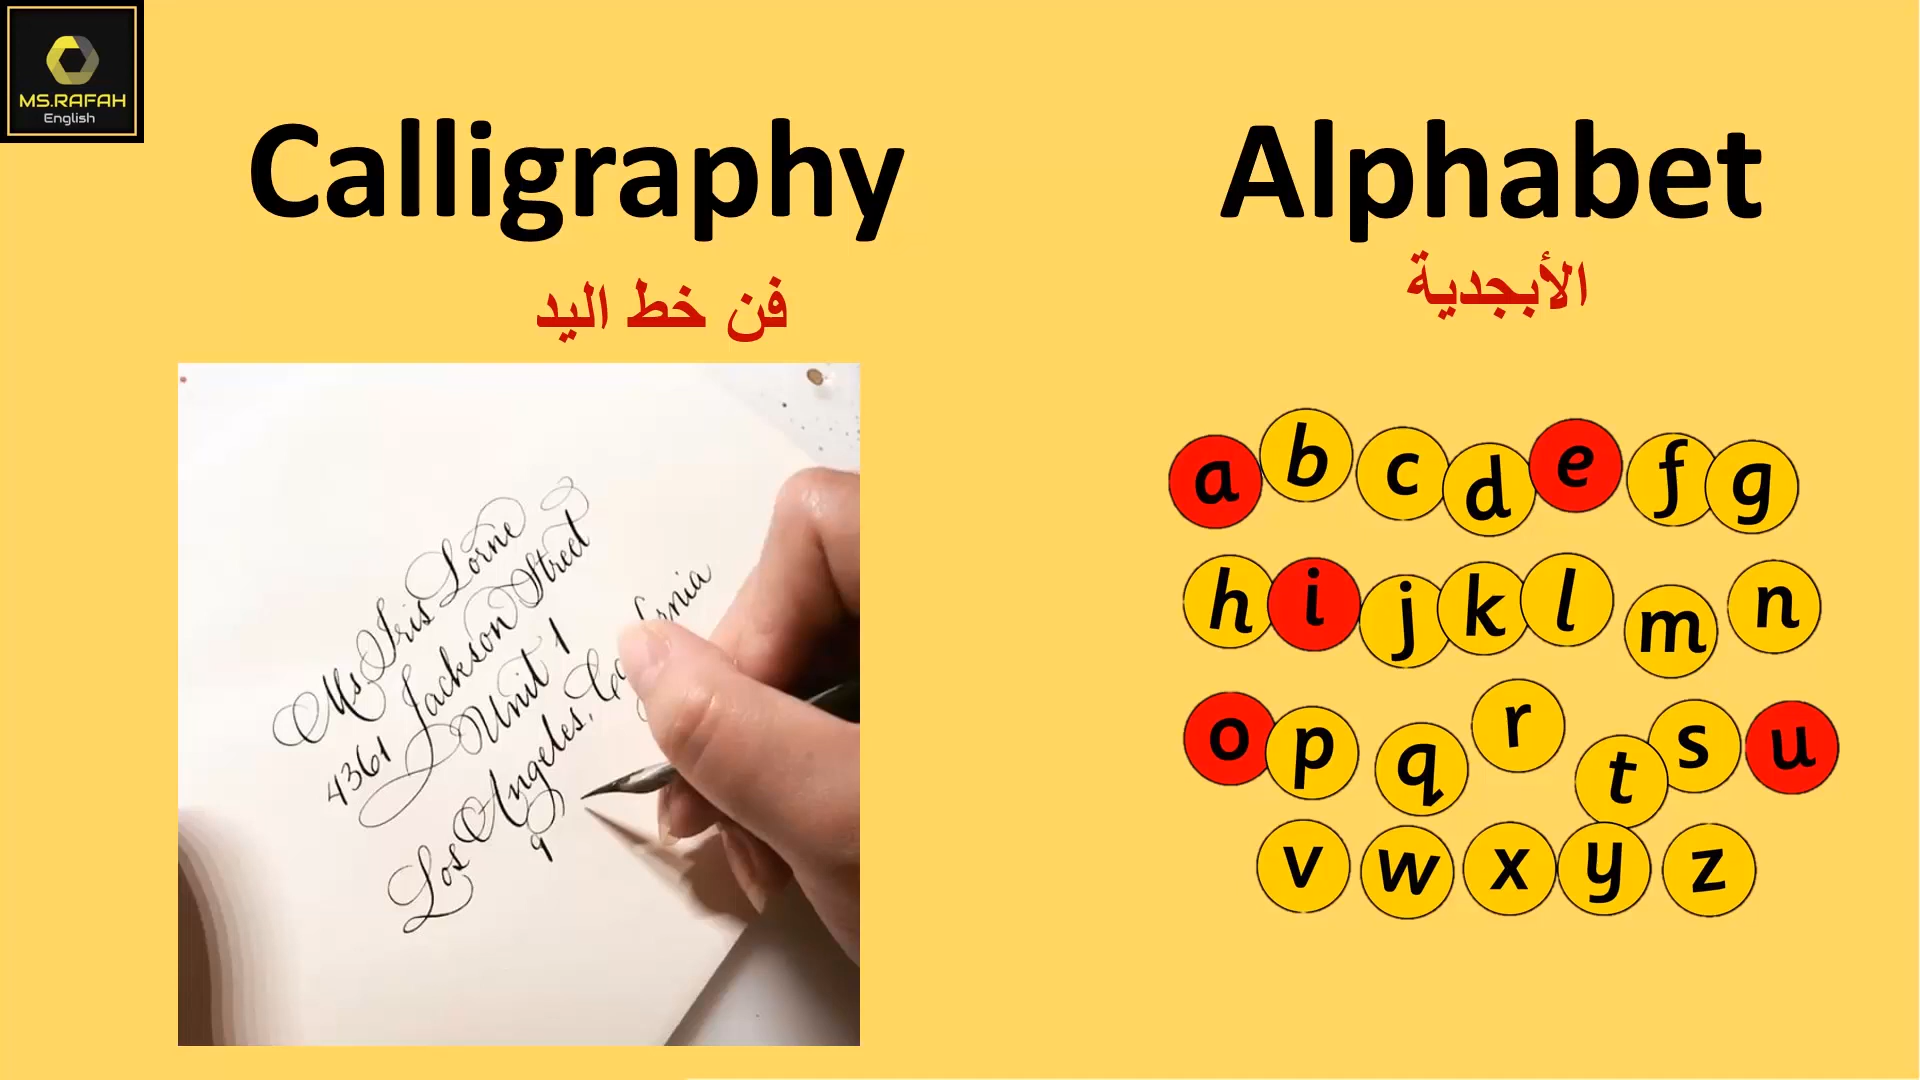 MS.RAFAH
English
Calligraphy
فن خط اليد
Ms Iris Lorne
4361 Jackson Street
Unit 1
Los Angeles,
9
Alphabet
الأبجدية
a b c d e f g
h i j k l m n
o p q r t s u
v w x y z